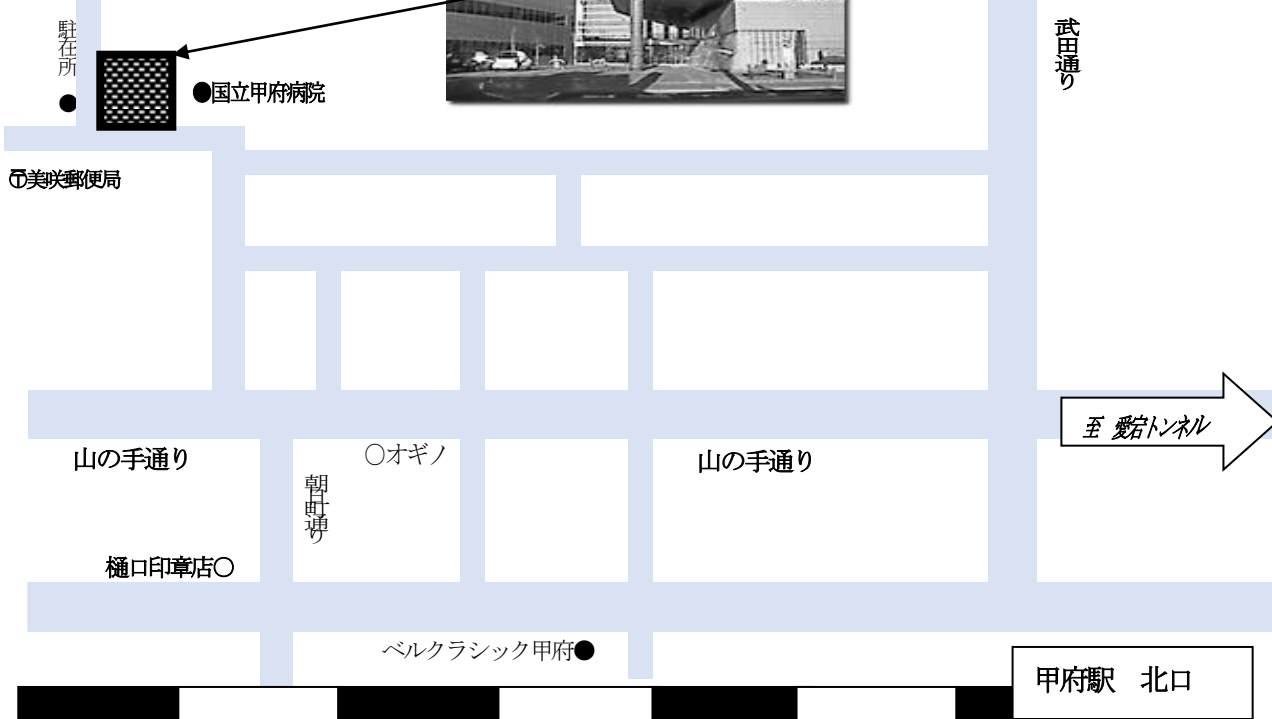 駐在所
●
武田通り
●国立甲府病院
〒美咲郵便局
至 愛宕トンネル
山の手通り
○オギノ
山の手通り
朝日町通り
樋口印章店○
ベルクラシック甲府●
甲府駅 北口